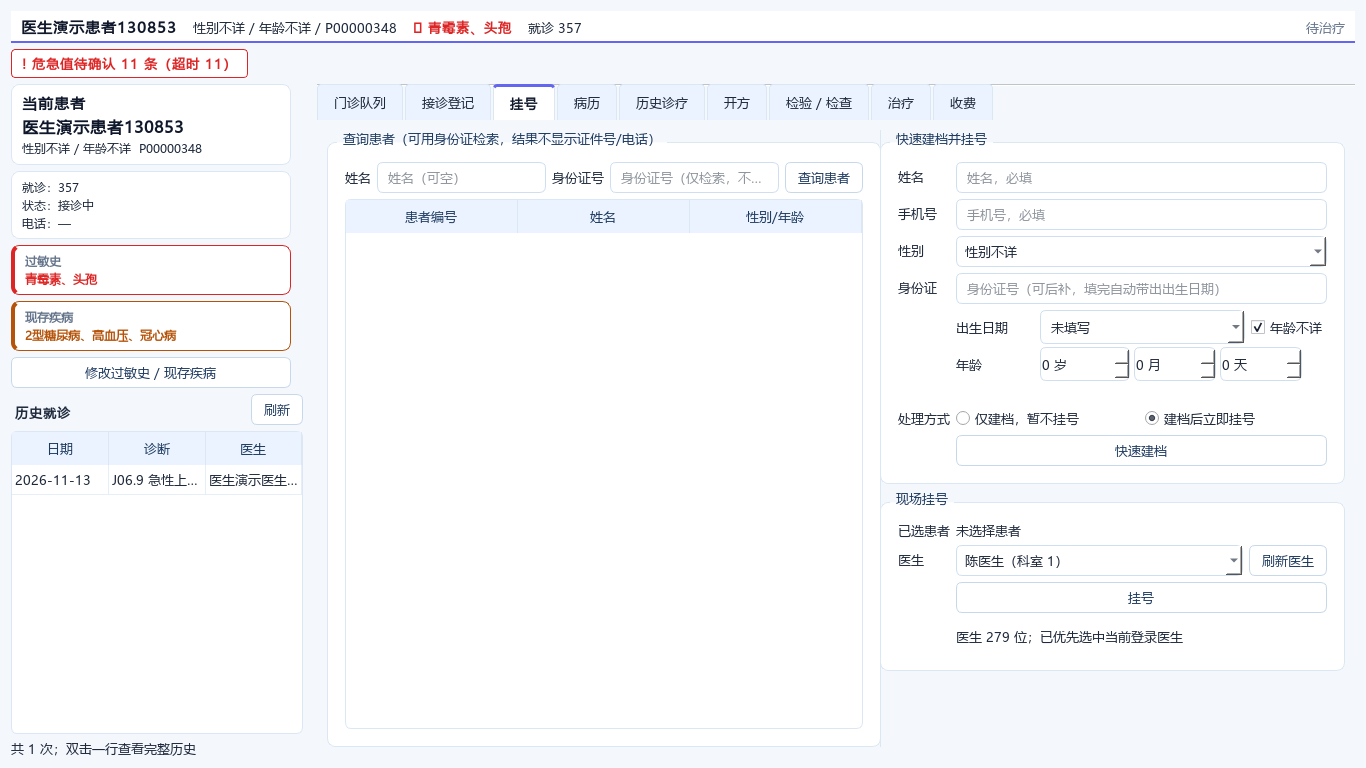 医生演示患者130853 性别不详 / 年龄不详 / P00000348 青霉素、头孢 就诊 357 待治疗
! 危急值待确认 11 条（超时 11）
当前患者
医生演示患者130853
性别不详 / 年龄不详 P00000348
就诊：357
状态：接诊中
电话：—
过敏史
青霉素、头孢
现存疾病
2型糖尿病、高血压、冠心病
修改过敏史 / 现存疾病
历史就诊 刷新
日期 诊断 医生
2026-11-13 J06.9 急性上… 医生演示医生…
共 1 次；双击一行查看完整历史
门诊队列 接诊登记 挂号 病历 历史诊疗 开方 检验 / 检查 治疗 收费
查询患者（可用身份证检索，结果不显示证件号/电话）
姓名 姓名（可空） 身份证号 身份证号（仅检索，不… 查询患者
患者编号 姓名 性别/年龄
快速建档并挂号
姓名 姓名，必填
手机号 手机号，必填
性别 性别不详
身份证 身份证号（可后补，填完自动带出出生日期）
出生日期 未填写 年龄不详
年龄 0 岁 0 月 0 天
处理方式 仅建档，暂不挂号 建档后立即挂号
快速建档
现场挂号
已选患者 未选择患者
医生 陈医生（科室 1） 刷新医生
挂号
医生 279 位；已优先选中当前登录医生